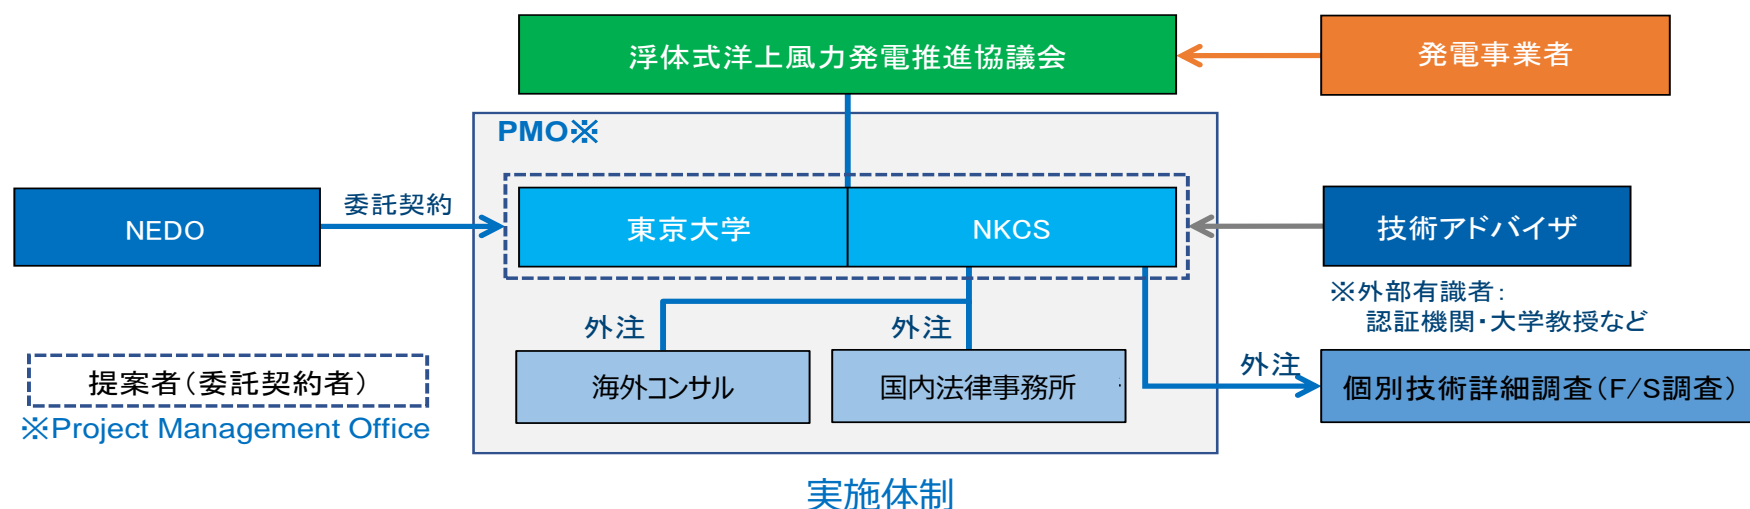 浮体式洋上風力発電推進協議会
発電事業者
PMO※
NEDO
委託契約
東京大学
NKCS
技術アドバイザ
※外部有識者：
認証機関・大学教授など
外注
外注
外注
海外コンサル
国内法律事務所
個別技術詳細調査（F/S調査）
提案者（委託契約者）
※Project Management Office
実施体制